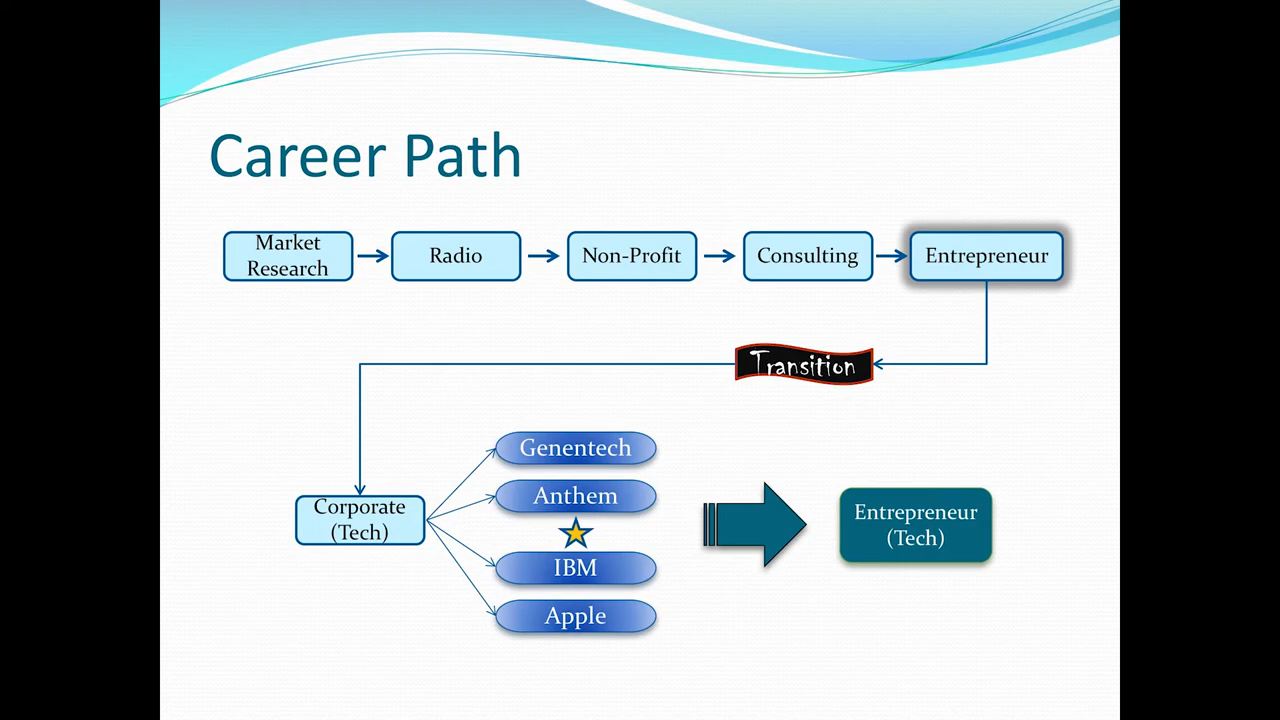 Career Path
Market
Research
Radio
Non-Profit
Consulting
Entrepreneur
Transition
Corporate
(Tech)
Genentech
Anthem
IBM
Apple
Entrepreneur
(Tech)